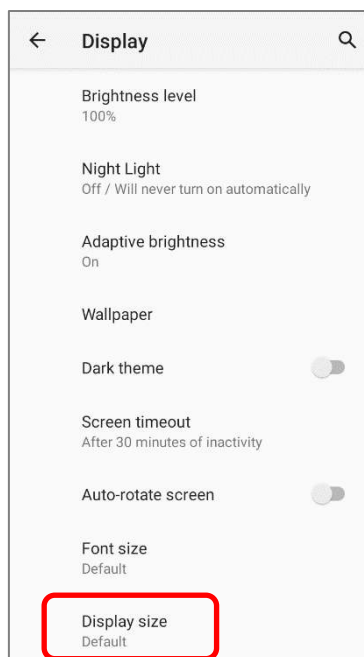 Display
Brightness level
100%
Night Light
Off / Will never turn on automatically
Adaptive brightness
On
Wallpaper
Dark theme
Screen timeout
After 30 minutes of inactivity
Auto-rotate screen
Font size
Default
Display size
Default